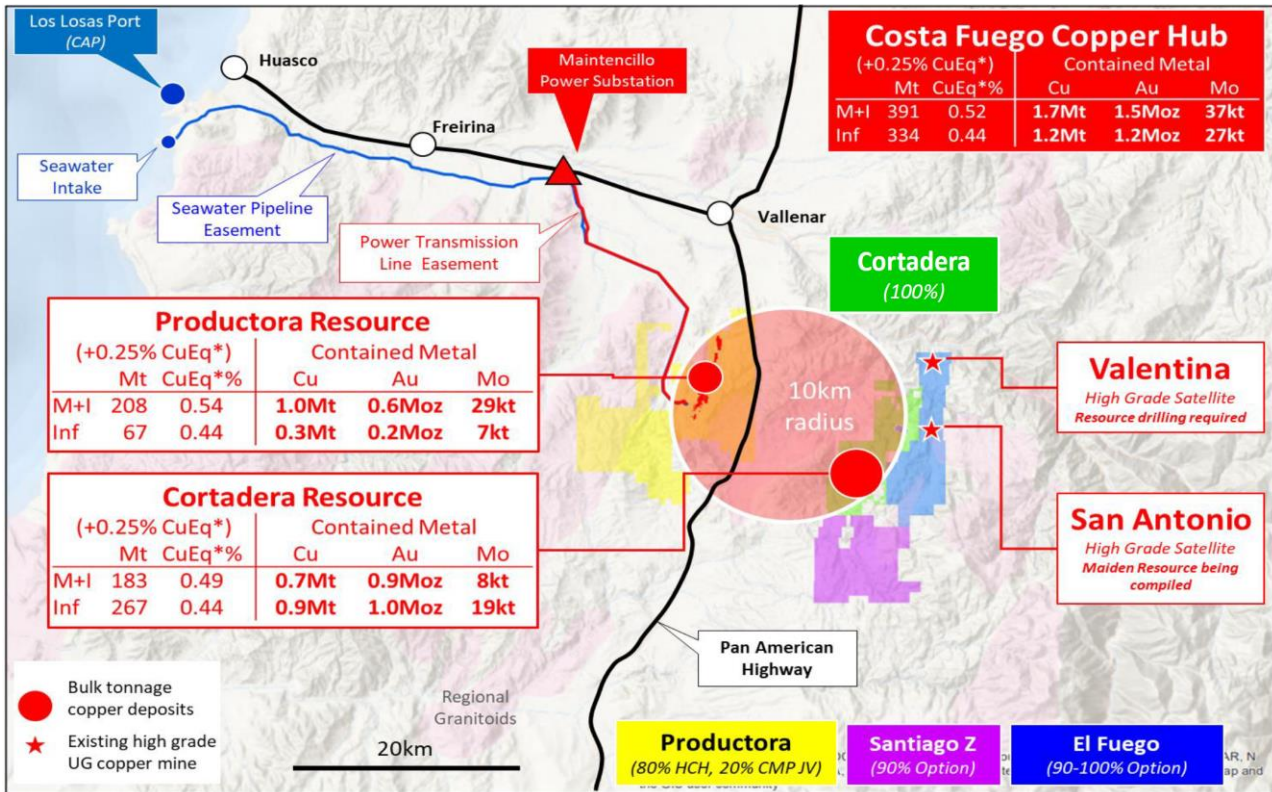 Los Losas Port
(CAP)
Huasco
Maintencillo
Power Substation
Costa Fuego Copper Hub
(+0.25% CuEq*) Contained Metal
Mt CuEq*% Cu Au Mo
M+I 391 0.52 1.7Mt 1.5Moz 37kt
Inf 334 0.44 1.2Mt 1.2Moz 27kt
Freirina
Seawater
Intake
Seawater Pipeline
Easement
Vallenar
Power Transmission
Line Easement
Cortadera
(100%)
Productora Resource
(+0.25% CuEq*) Contained Metal
Mt CuEq*% Cu Au Mo
M+I 208 0.54 1.0Mt 0.6Moz 29kt
Inf 67 0.44 0.3Mt 0.2Moz 7kt
10km
radius
Valentina
High Grade Satellite
Resource drilling required
Cortadera Resource
(+0.25% CuEq*) Contained Metal
Mt CuEq*% Cu Au Mo
M+I 183 0.49 0.7Mt 0.9Moz 8kt
Inf 267 0.44 0.9Mt 1.0Moz 19kt
San Antonio
High Grade Satellite
Maiden Resource being
compiled
Pan American
Highway
Bulk tonnage
copper deposits
Existing high grade
UG copper mine
Regional
Granitoids
20km
Productora
(80% HCH, 20% CMP JV)
Santiago Z
(90% Option)
El Fuego
(90-100% Option)
AR, N
ap and